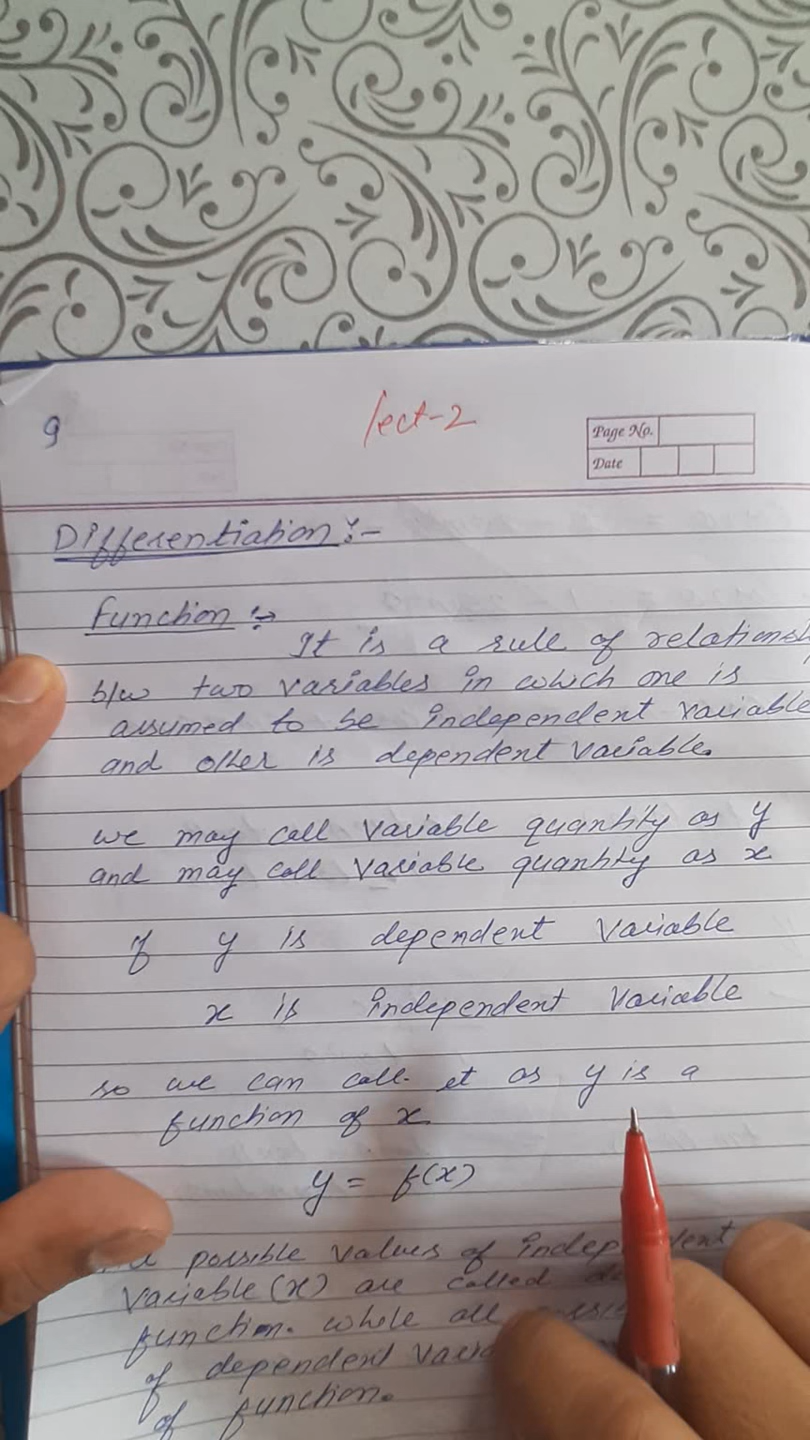 9
lect-2
Page No.
Date
Differentiation :-
Function :-
It is a rule of relationsh
b/w two variables in which one is
assumed to be independent variable
and other is dependent variable.
we may call variable quantity as y
and may call variable quantity as x
If y is dependent variable
x is independent variable
so we can call it as y is a
function of x
y = f(x)
possible values of indep dent
variable (x) are called
function. while all
of dependent
of function.